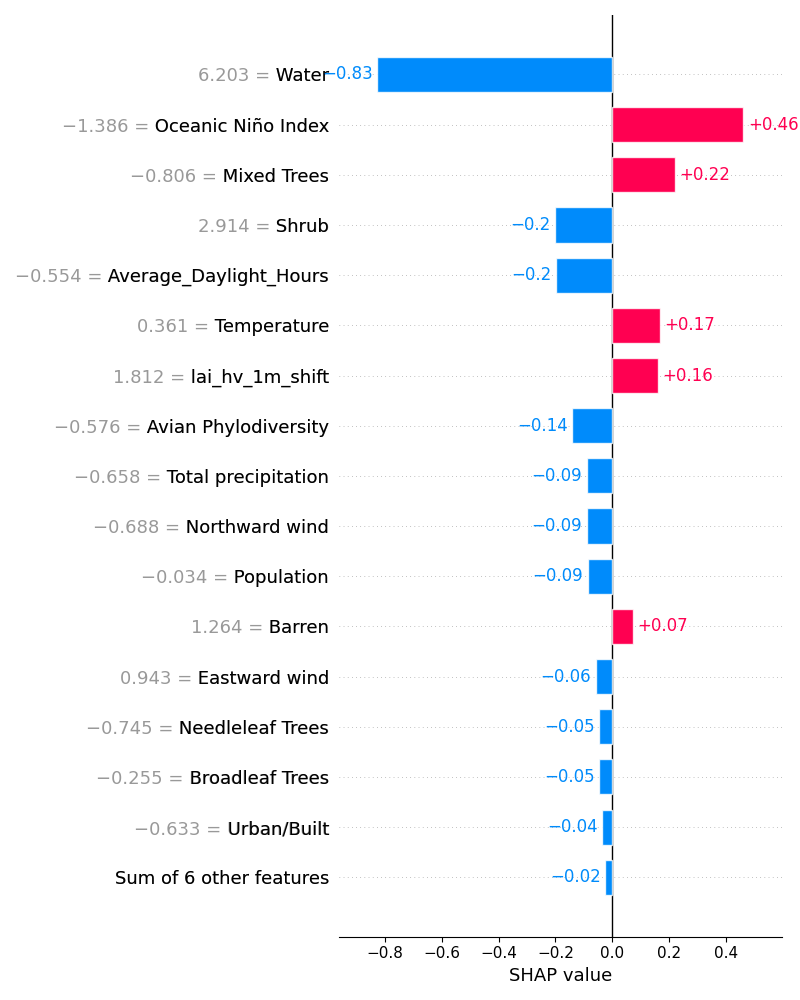 6.203 = Water −0.83
−1.386 = Oceanic Niño Index +0.46
−0.806 = Mixed Trees +0.22
2.914 = Shrub −0.2
−0.554 = Average_Daylight_Hours −0.2
0.361 = Temperature +0.17
1.812 = lai_hv_1m_shift +0.16
−0.576 = Avian Phylodiversity −0.14
−0.658 = Total precipitation −0.09
−0.688 = Northward wind −0.09
−0.034 = Population −0.09
1.264 = Barren +0.07
0.943 = Eastward wind −0.06
−0.745 = Needleleaf Trees −0.05
−0.255 = Broadleaf Trees −0.05
−0.633 = Urban/Built −0.04
Sum of 6 other features −0.02
−0.8 −0.6 −0.4 −0.2 0.0 0.2 0.4
SHAP value